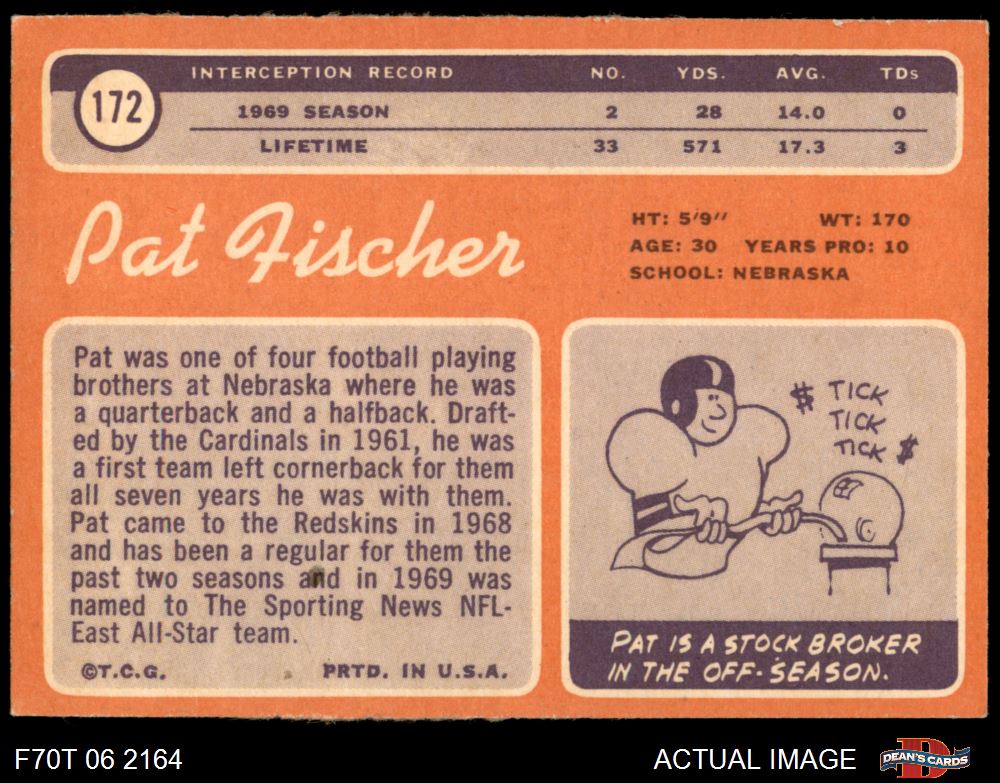 172
INTERCEPTION RECORD NO. YDS. AVG. TDs
1969 SEASON 2 28 14.0 0
LIFETIME 33 571 17.3 3
Pat Fischer
HT: 5'9" WT: 170
AGE: 30 YEARS PRO: 10
SCHOOL: NEBRASKA
Pat was one of four football playing
brothers at Nebraska where he was
a quarterback and a halfback. Draft-
ed by the Cardinals in 1961, he was
a first team left cornerback for them
all seven years he was with them.
Pat came to the Redskins in 1968
and has been a regular for them the
past two seasons and in 1969 was
named to The Sporting News NFL-
East All-Star team.
©T.C.G. PRTD. IN U.S.A.
$ TICK
TICK
TICK $
PAT IS A STOCK BROKER
IN THE OFF-SEASON.
F70T 06 2164 ACTUAL IMAGE
D
DEAN'S CARDS